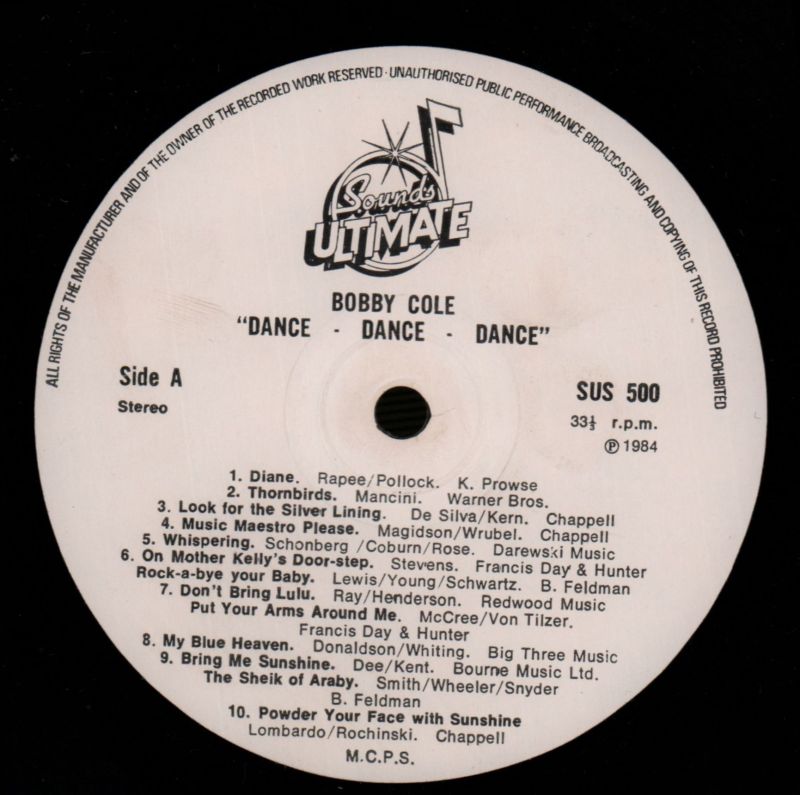 ALL RIGHTS OF THE MANUFACTURER AND OF THE OWNER OF THE RECORDED WORK RESERVED · UNAUTHORISED PUBLIC PERFORMANCE BROADCASTING AND COPYING OF THIS RECORD PROHIBITED
Sounds
ULTIMATE
BOBBY COLE
"DANCE - DANCE - DANCE"
Side A
Stereo
SUS 500
33⅓ r.p.m.
℗ 1984
1. Diane. Rapee/Pollock. K. Prowse
2. Thornbirds. Mancini. Warner Bros.
3. Look for the Silver Lining. De Silva/Kern. Chappell
4. Music Maestro Please. Magidson/Wrubel. Chappell
5. Whispering. Schonberg /Coburn/Rose. Darewski Music
6. On Mother Kelly's Door-step. Stevens. Francis Day & Hunter
Rock-a-bye your Baby. Lewis/Young/Schwartz. B. Feldman
7. Don't Bring Lulu. Ray/Henderson. Redwood Music
Put Your Arms Around Me. McCree/Von Tilzer.
Francis Day & Hunter
8. My Blue Heaven. Donaldson/Whiting. Big Three Music
9. Bring Me Sunshine. Dee/Kent. Bourne Music Ltd.
The Sheik of Araby. Smith/Wheeler/Snyder
B. Feldman
10. Powder Your Face with Sunshine
Lombardo/Rochinski. Chappell
M.C.P.S.